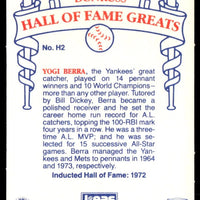 HALL OF FAME GREATS
No. H2
YOGI BERRA, the Yankees' great
catcher, played on 14 pennant
winners and 10 World Champions—
more than any other player. Tutored
by Bill Dickey, Berra became a
polished receiver and he set the
career home run record for A.L.
catchers, topping the 100-RBI mark
four years in a row. He was a three-
time A.L. MVP; and he was se-
lected for 15 successive All-Star
games. Berra managed the Yan-
kees and Mets to pennants in 1964
and 1973, respectively.
Inducted Hall of Fame: 1972